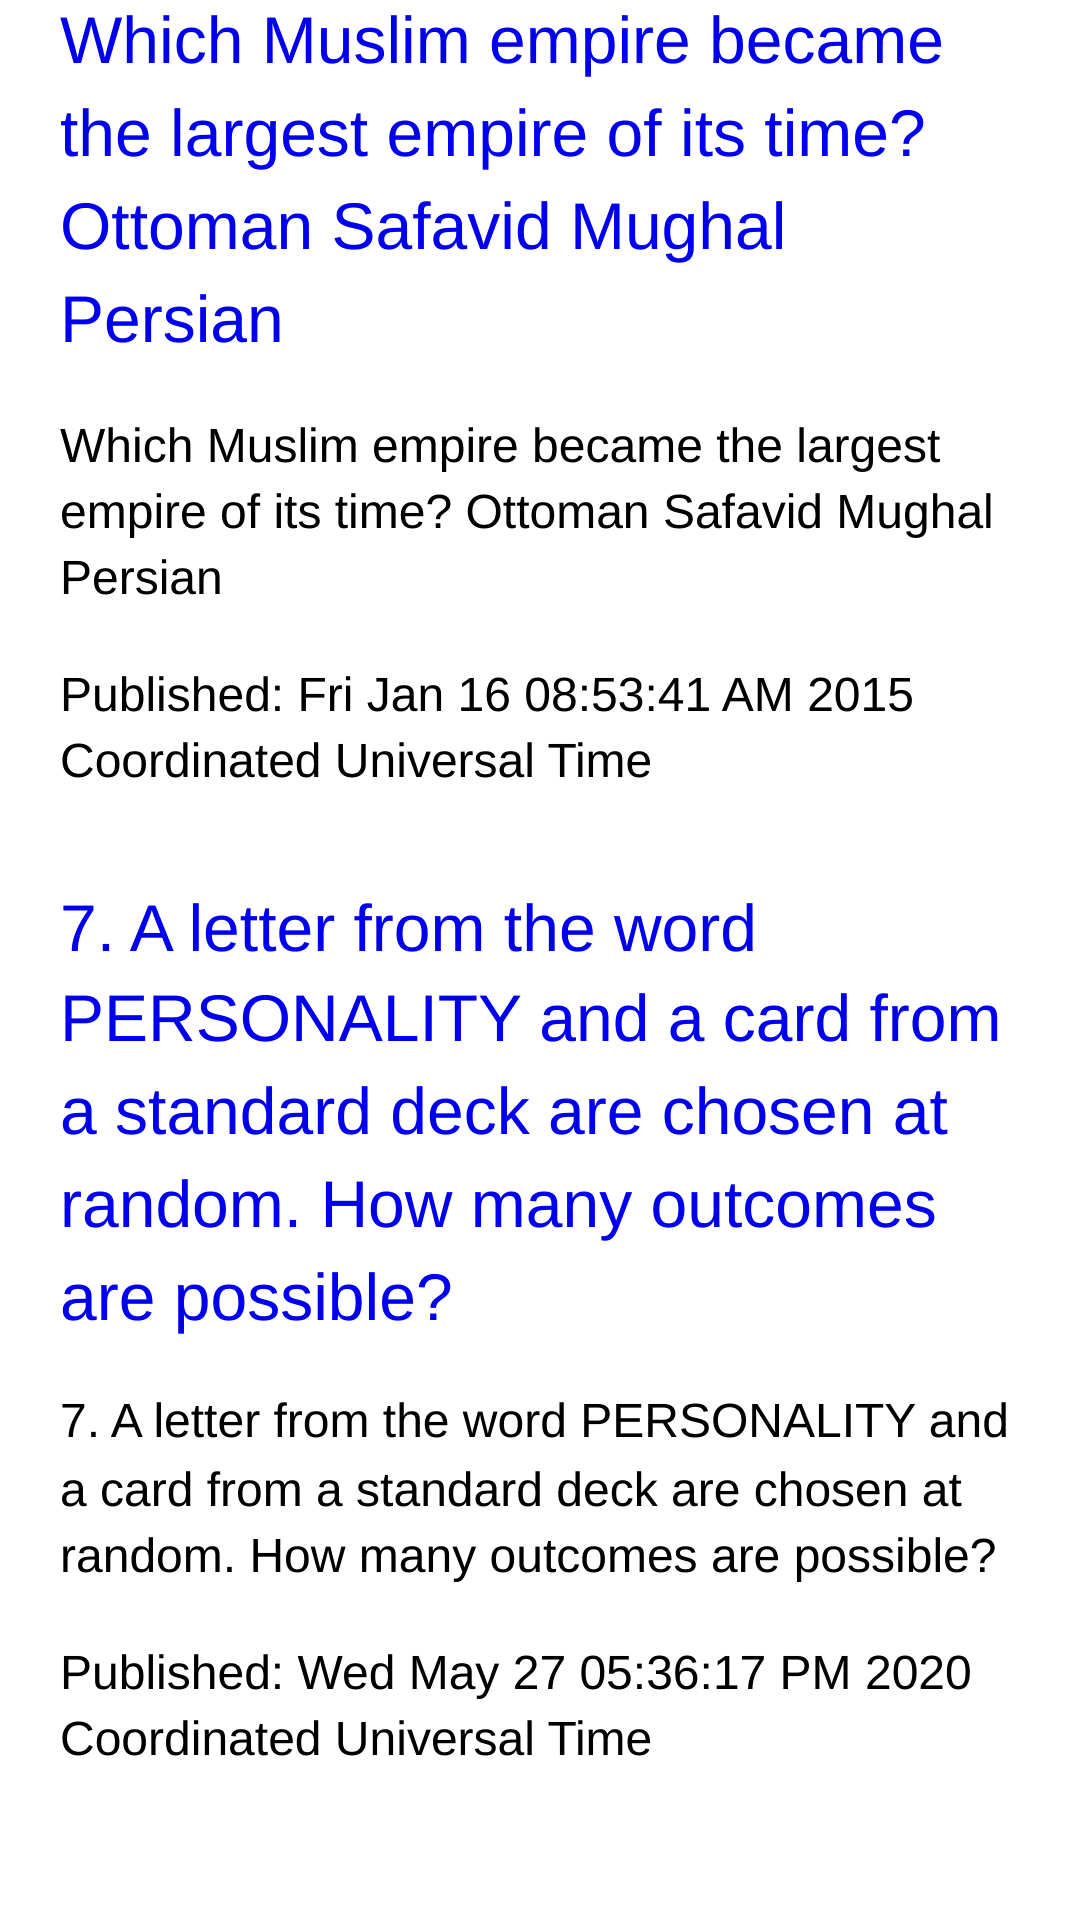 Which Muslim empire became
the largest empire of its time?
Ottoman Safavid Mughal
Persian
Which Muslim empire became the largest
empire of its time? Ottoman Safavid Mughal
Persian
Published: Fri Jan 16 08:53:41 AM 2015
Coordinated Universal Time
7. A letter from the word
PERSONALITY and a card from
a standard deck are chosen at
random. How many outcomes
are possible?
7. A letter from the word PERSONALITY and
a card from a standard deck are chosen at
random. How many outcomes are possible?
Published: Wed May 27 05:36:17 PM 2020
Coordinated Universal Time